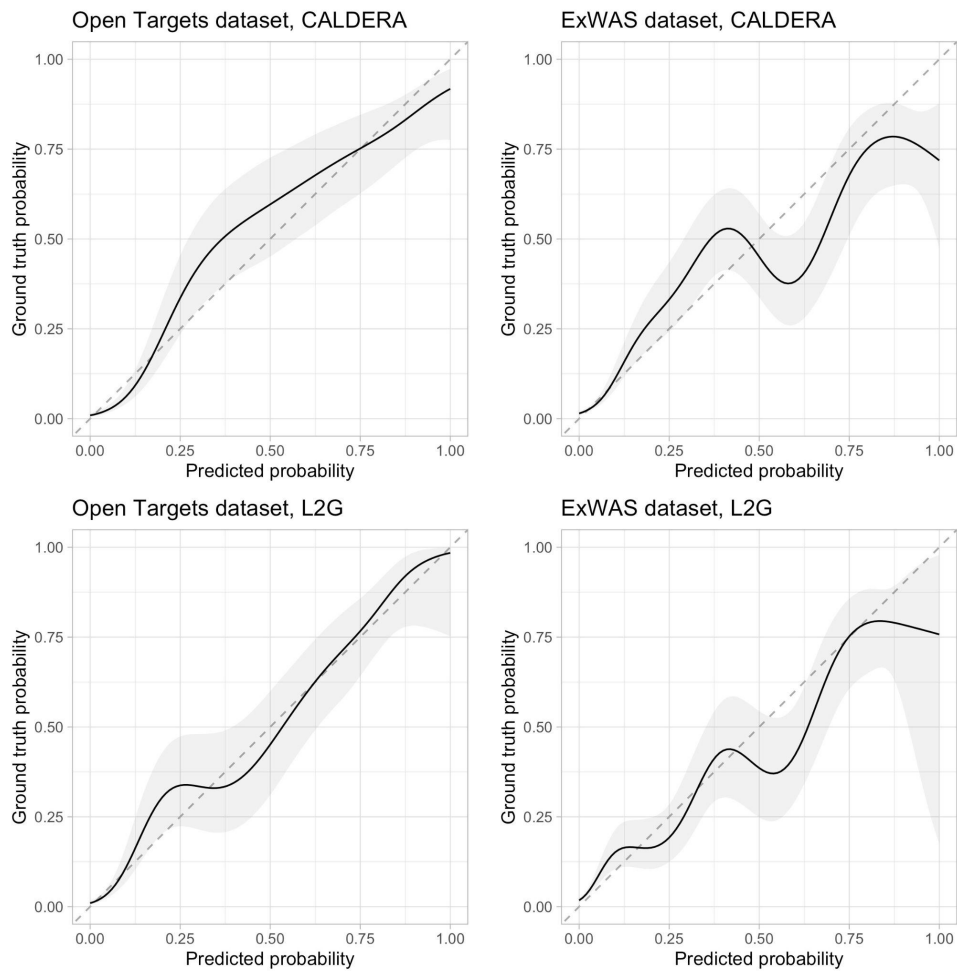 Open Targets dataset, CALDERA
1.00
0.75
0.50
0.25
0.00
Ground truth probability
0.00 0.25 0.50 0.75 1.00
Predicted probability
ExWAS dataset, CALDERA
1.00
0.75
0.50
0.25
0.00
Ground truth probability
0.00 0.25 0.50 0.75 1.00
Predicted probability
Open Targets dataset, L2G
1.00
0.75
0.50
0.25
0.00
Ground truth probability
0.00 0.25 0.50 0.75 1.00
Predicted probability
ExWAS dataset, L2G
1.00
0.75
0.50
0.25
0.00
Ground truth probability
0.00 0.25 0.50 0.75 1.00
Predicted probability